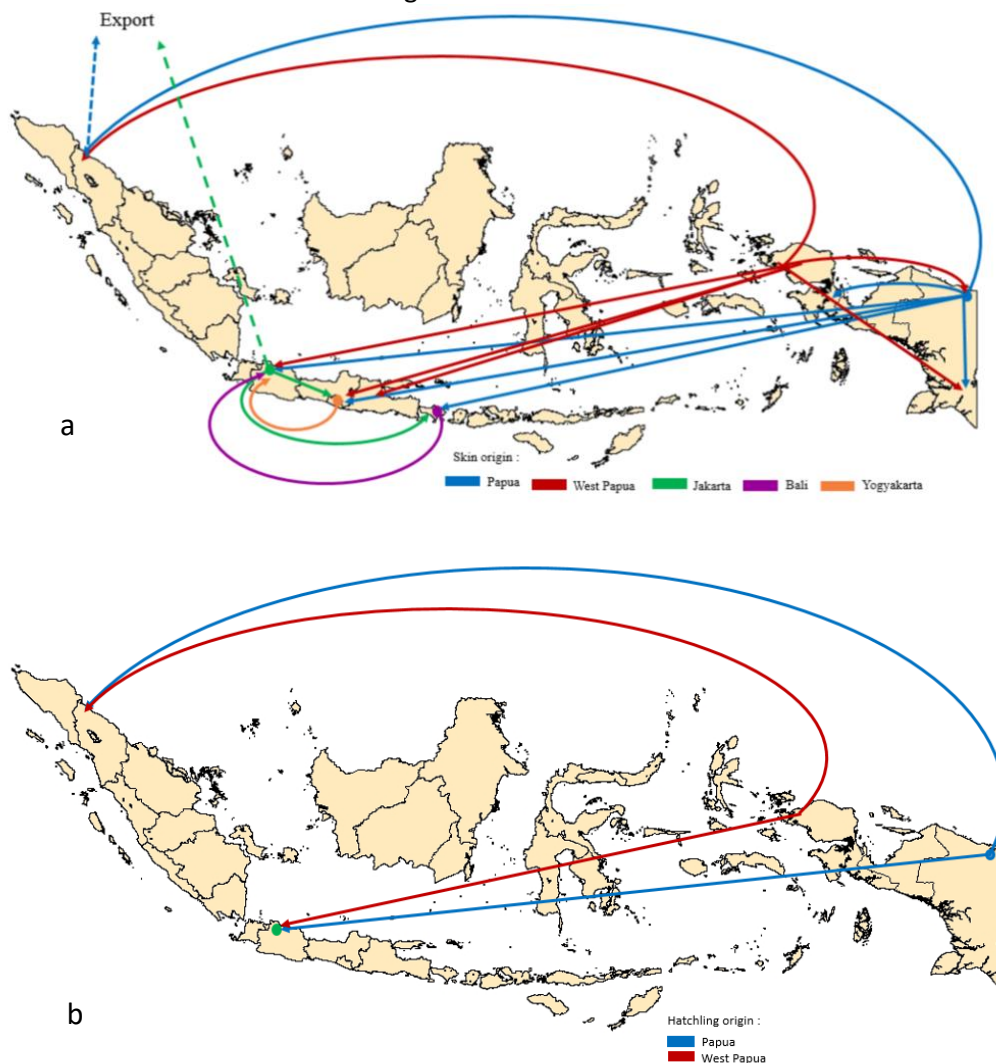 Export
a
Skin origin :
Papua West Papua Jakarta Bali Yogyakarta
b
Hatchling origin :
Papua
West Papua